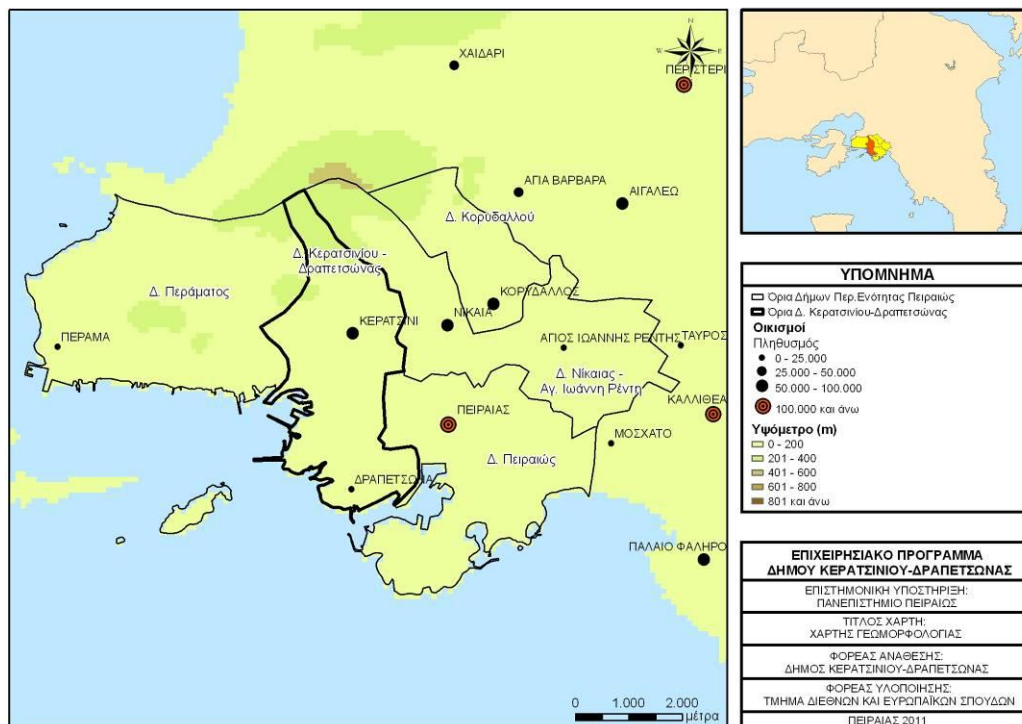 ΧΑΪΔΑΡΙ
ΠΕΡΙΣΤΕΡΙ
ΑΓΙΑ ΒΑΡΒΑΡΑ
ΑΙΓΑΛΕΩ
Δ. Κορυδαλλού
Δ. Κερατσινίου -
Δραπετσώνας
Δ. Περάματος
ΚΟΡΥΔΑΛΛΟΣ
ΝΙΚΑΙΑ
ΚΕΡΑΤΣΙΝΙ
ΠΕΡΑΜΑ
ΑΓΙΟΣ ΙΩΑΝΝΗΣ ΡΕΝΤΗΣ
ΤΑΥΡΟΣ
Δ. Νίκαιας -
Αγ. Ιωάννη Ρέντη
ΚΑΛΛΙΘΕΑ
ΠΕΙΡΑΙΑΣ
ΜΟΣΧΑΤΟ
Δ. Πειραιώς
ΔΡΑΠΕΤΣΩΝΑ
ΠΑΛΑΙΟ ΦΑΛΗΡΟ
0 1.000 2.000
μέτρα
ΥΠΟΜΝΗΜΑ
Όρια Δήμων Περ.Ενότητας Πειραιώς
Όρια Δ. Κερατσινίου-Δραπετσώνας
Οικισμοί
Πληθυσμός
0 - 25.000
25.000 - 50.000
50.000 - 100.000
100.000 και άνω
Υψόμετρο (m)
0 - 200
201 - 400
401 - 600
601 - 800
801 και άνω
ΕΠΙΧΕΙΡΗΣΙΑΚΟ ΠΡΟΓΡΑΜΜΑ
ΔΗΜΟΥ ΚΕΡΑΤΣΙΝΙΟΥ-ΔΡΑΠΕΤΣΩΝΑΣ
ΕΠΙΣΤΗΜΟΝΙΚΗ ΥΠΟΣΤΗΡΙΞΗ:
ΠΑΝΕΠΙΣΤΗΜΙΟ ΠΕΙΡΑΙΩΣ
ΤΙΤΛΟΣ ΧΑΡΤΗ:
ΧΑΡΤΗΣ ΓΕΩΜΟΡΦΟΛΟΓΙΑΣ
ΦΟΡΕΑΣ ΑΝΑΘΕΣΗΣ:
ΔΗΜΟΣ ΚΕΡΑΤΣΙΝΙΟΥ-ΔΡΑΠΕΤΣΩΝΑΣ
ΦΟΡΕΑΣ ΥΛΟΠΟΙΗΣΗΣ:
ΤΜΗΜΑ ΔΙΕΘΝΩΝ ΚΑΙ ΕΥΡΩΠΑΪΚΩΝ ΣΠΟΥΔΩΝ
ΠΕΙΡΑΙΑΣ 2011